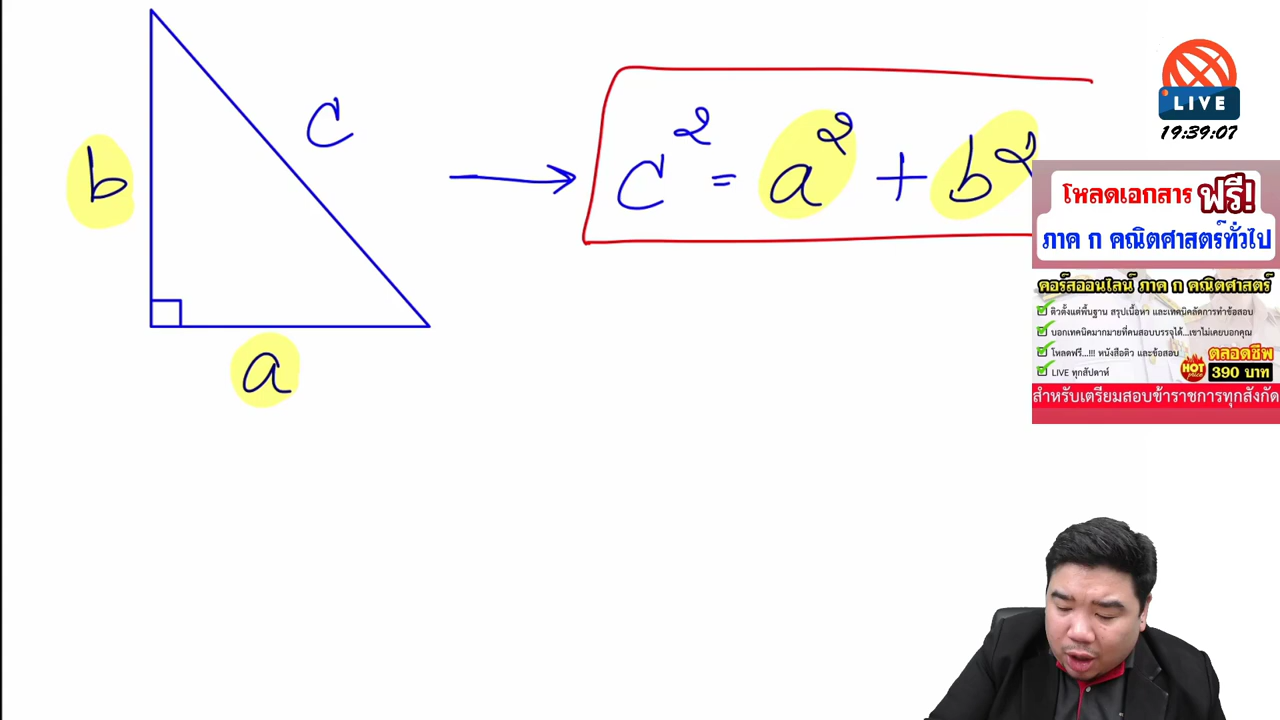 c
b
a
c² = a² + b²
LIVE
19:39:07
โหลดเอกสาร ฟรี!
ภาค ก คณิตศาสตร์ทั่วไป
คอร์สออนไลน์ ภาค ก คณิตศาสตร์
ติวตั้งแต่พื้นฐาน สรุปเนื้อหา และเทคนิคลัดการทำข้อสอบ
บอกเทคนิคมากมายที่คนสอบบรรจุได้...เขาไม่เคยบอกคุณ
โหลดฟรี...!!! หนังสือติว และข้อสอบ
LIVE ทุกสัปดาห์
HOT price
ตลอดชีพ
390 บาท
สำหรับเตรียมสอบข้าราชการทุกสังกัด